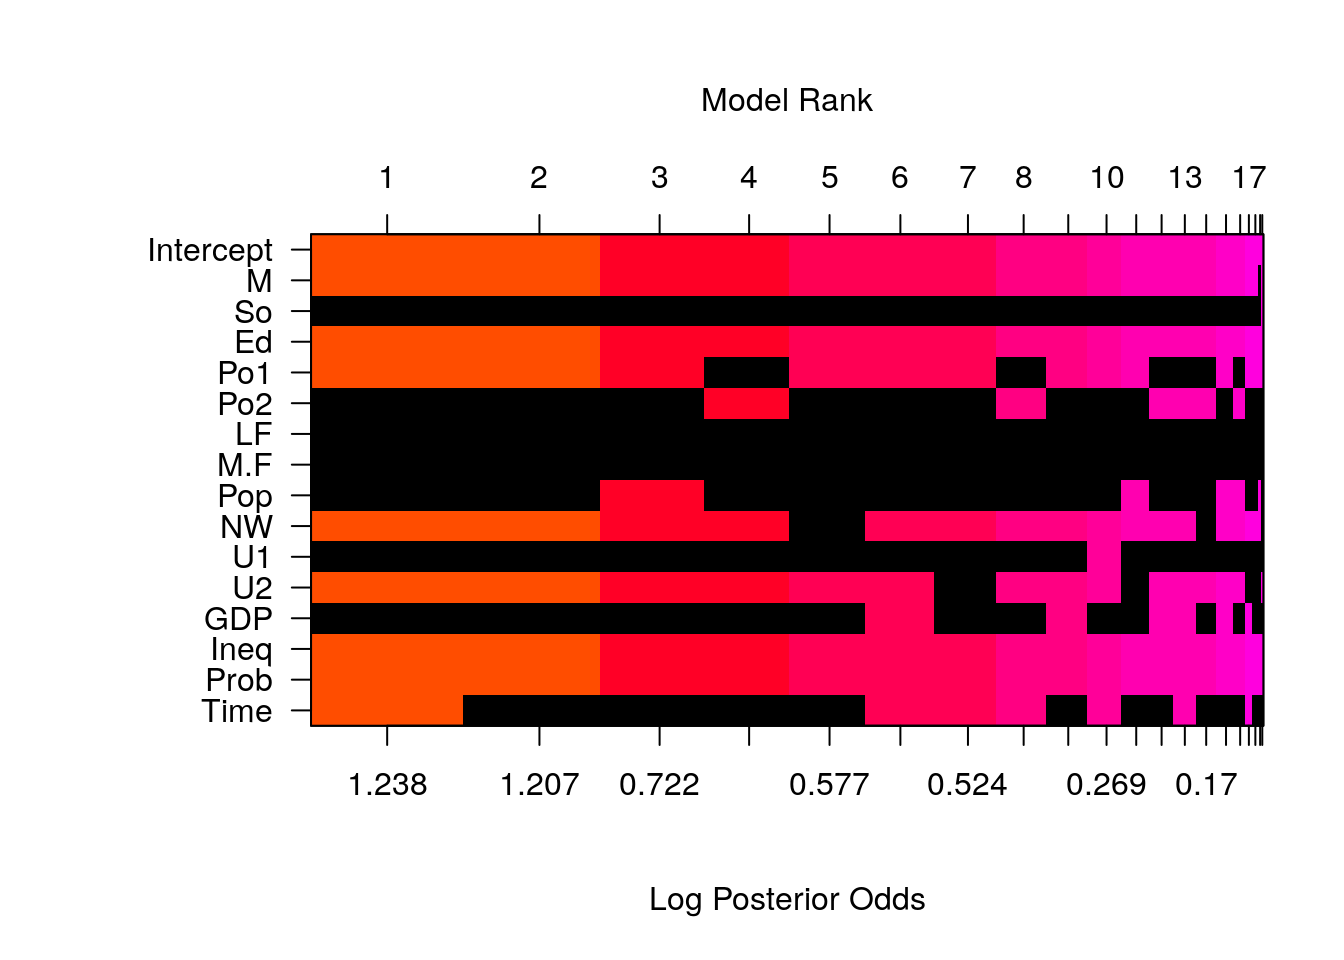 Model Rank
1 2 3 4 5 6 7 8 10 13 17
Intercept
M
So
Ed
Po1
Po2
LF
M.F
Pop
NW
U1
U2
GDP
Ineq
Prob
Time
1.238 1.207 0.722 0.577 0.524 0.269 0.17
Log Posterior Odds